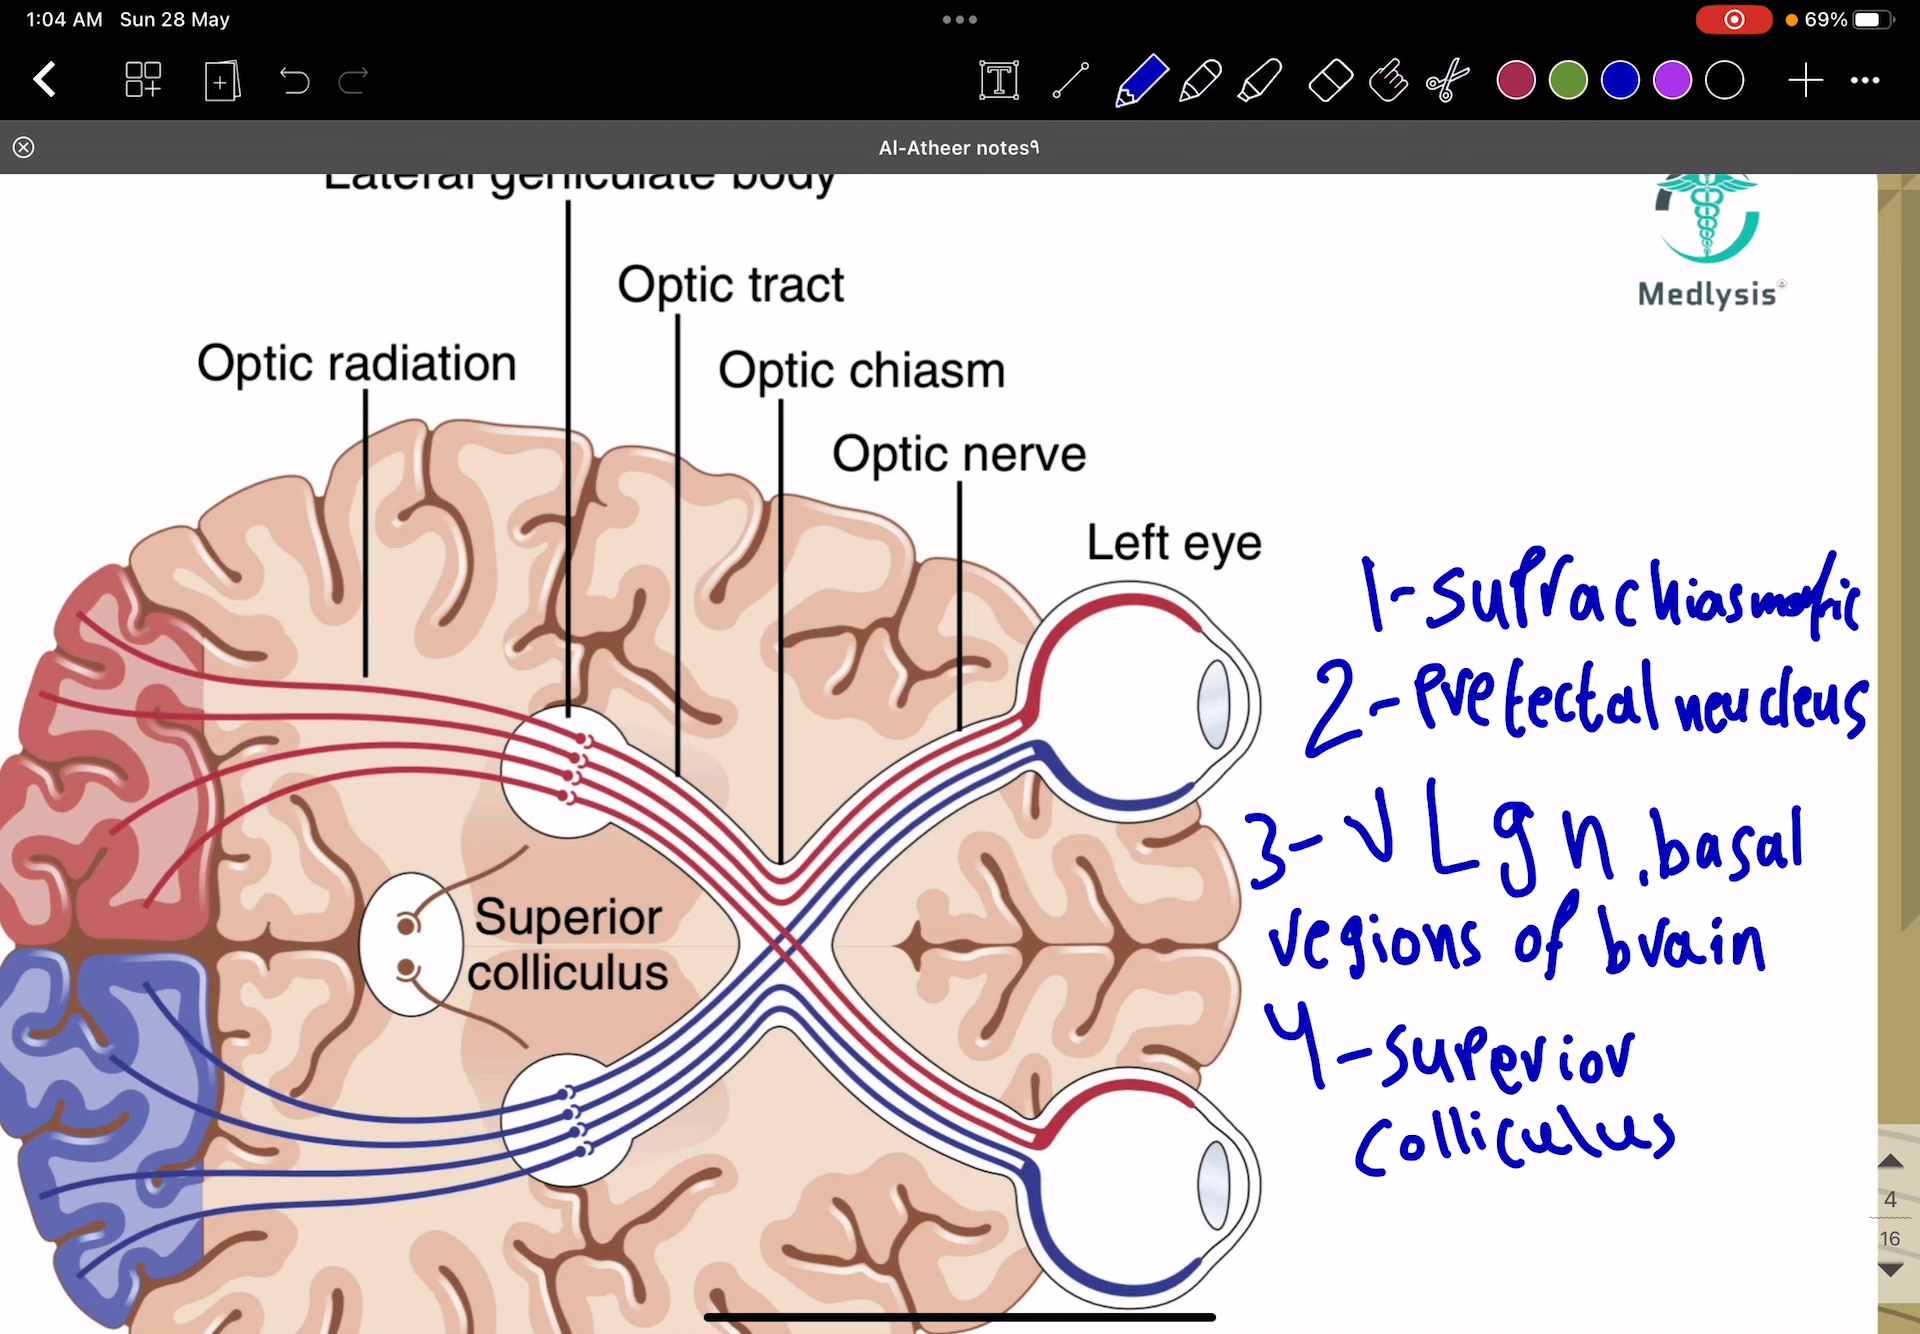 1:04 AM Sun 28 May
69%
T
Al-Atheer notes٩
Lateral geniculate body
Medlysis
Optic tract
Optic radiation
Optic chiasm
Optic nerve
Left eye
1- suprachiasmatic
2- Pretectal neucleus
3- VLgn, basal
regions of brain
4- superior
colliculus
Superior
colliculus
4
16